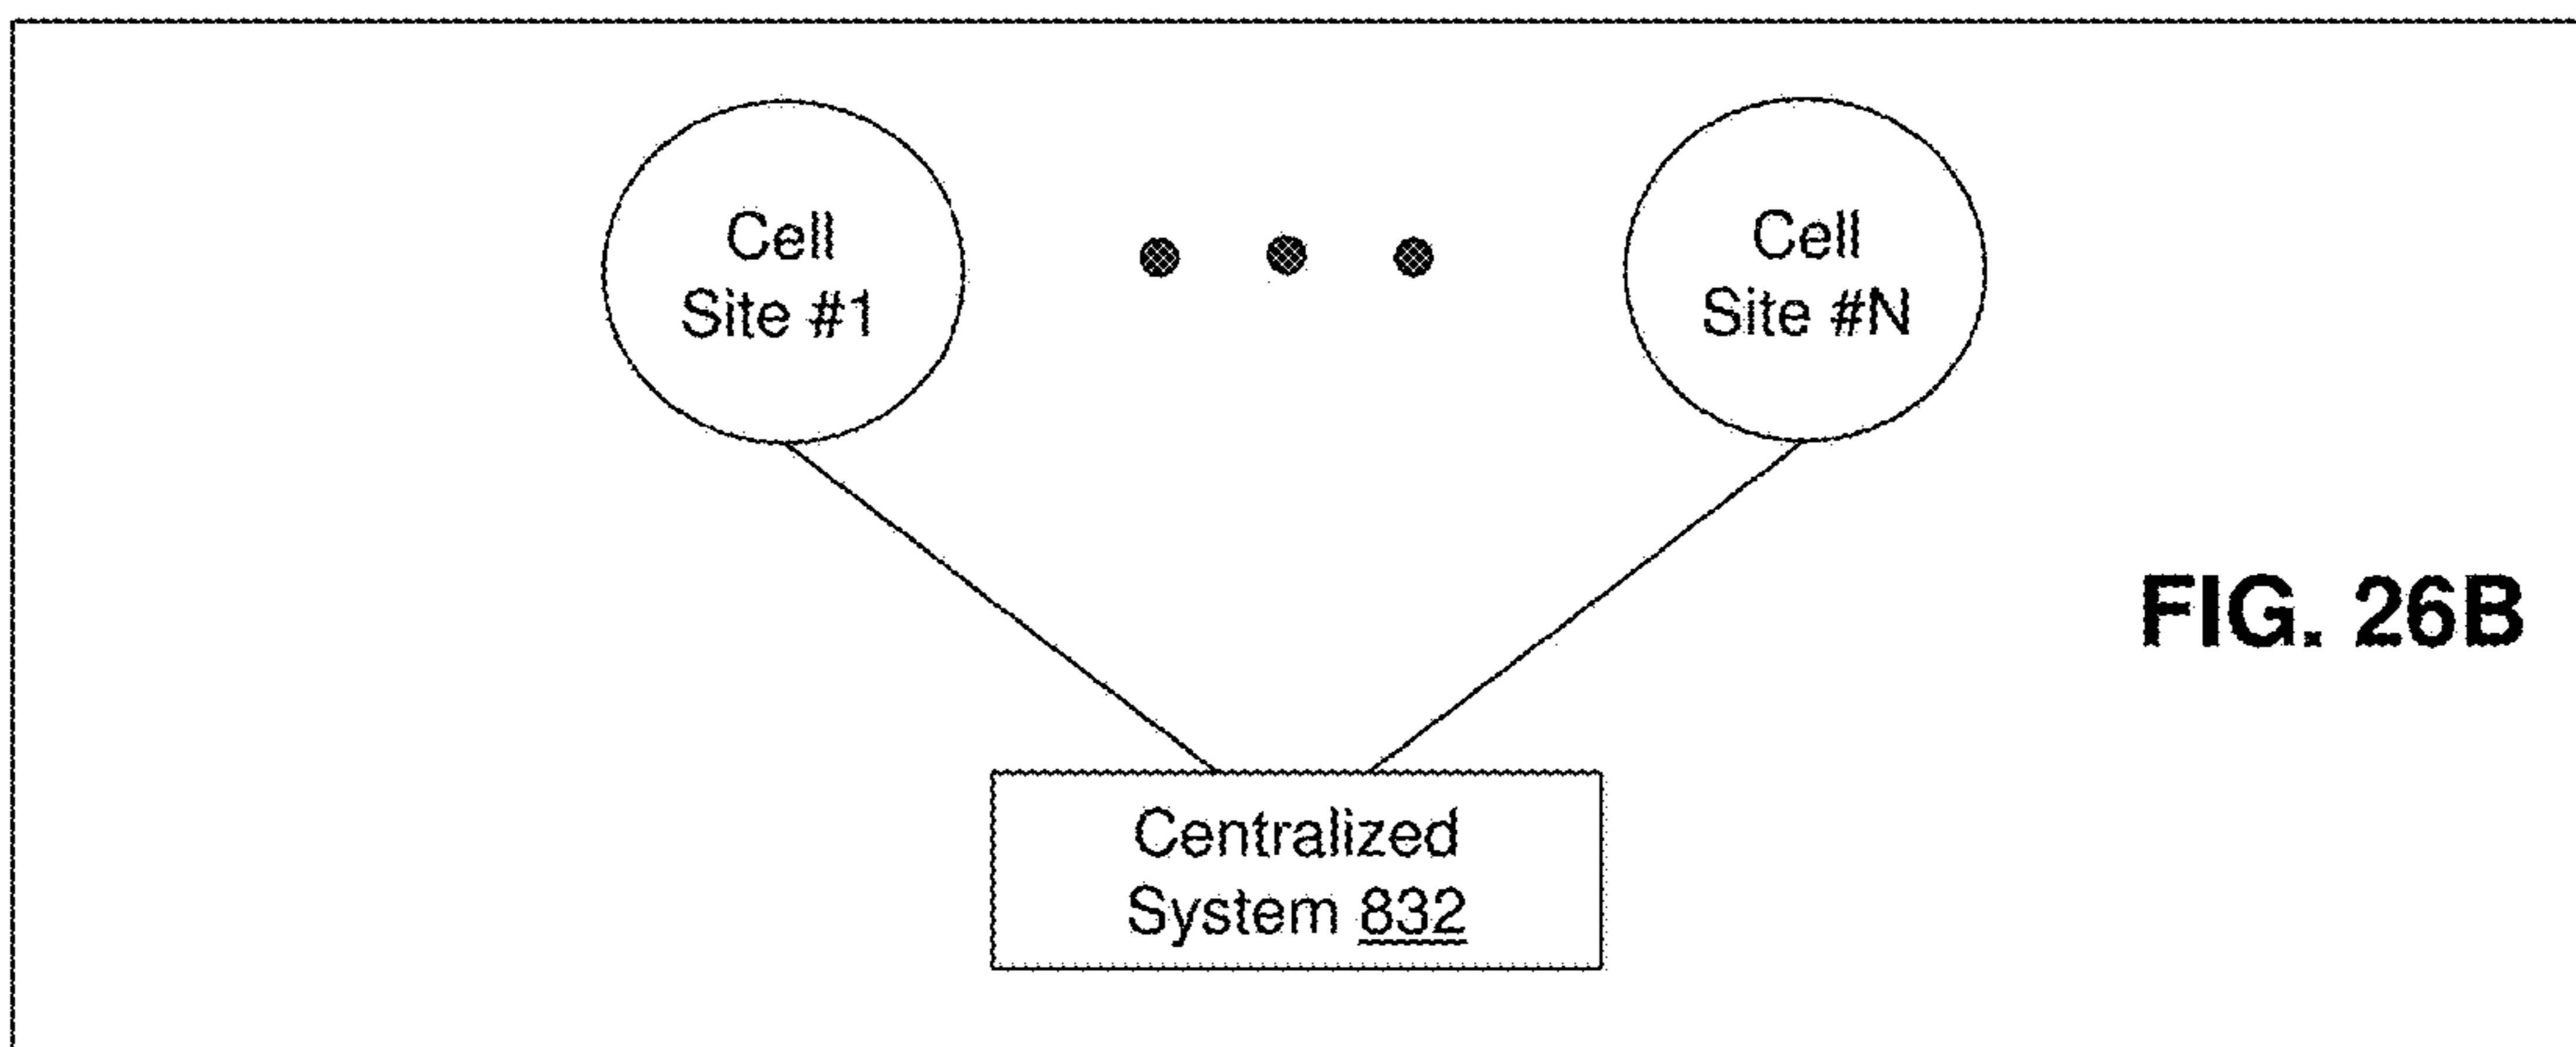 Cell
Site #1
Cell
Site #N
FIG. 26B
Centralized
System 832